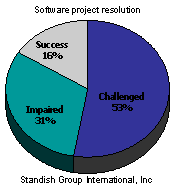 Software project resolution
Success
16%
Challenged
53%
Impaired
31%
Standish Group International, Inc